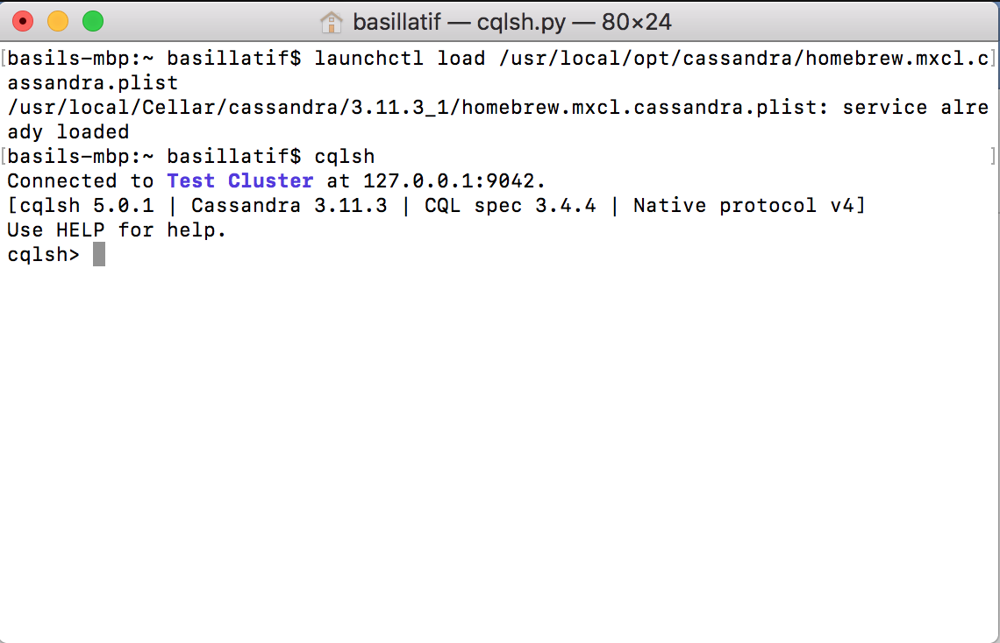 basillatif — cqlsh.py — 80×24
[basils-mbp:~ basillatif$ launchctl load /usr/local/opt/cassandra/homebrew.mxcl.c]
assandra.plist
/usr/local/Cellar/cassandra/3.11.3_1/homebrew.mxcl.cassandra.plist: service alre
ady loaded
[basils-mbp:~ basillatif$ cqlsh ]
Connected to Test Cluster at 127.0.0.1:9042.
[cqlsh 5.0.1 | Cassandra 3.11.3 | CQL spec 3.4.4 | Native protocol v4]
Use HELP for help.
cqlsh>